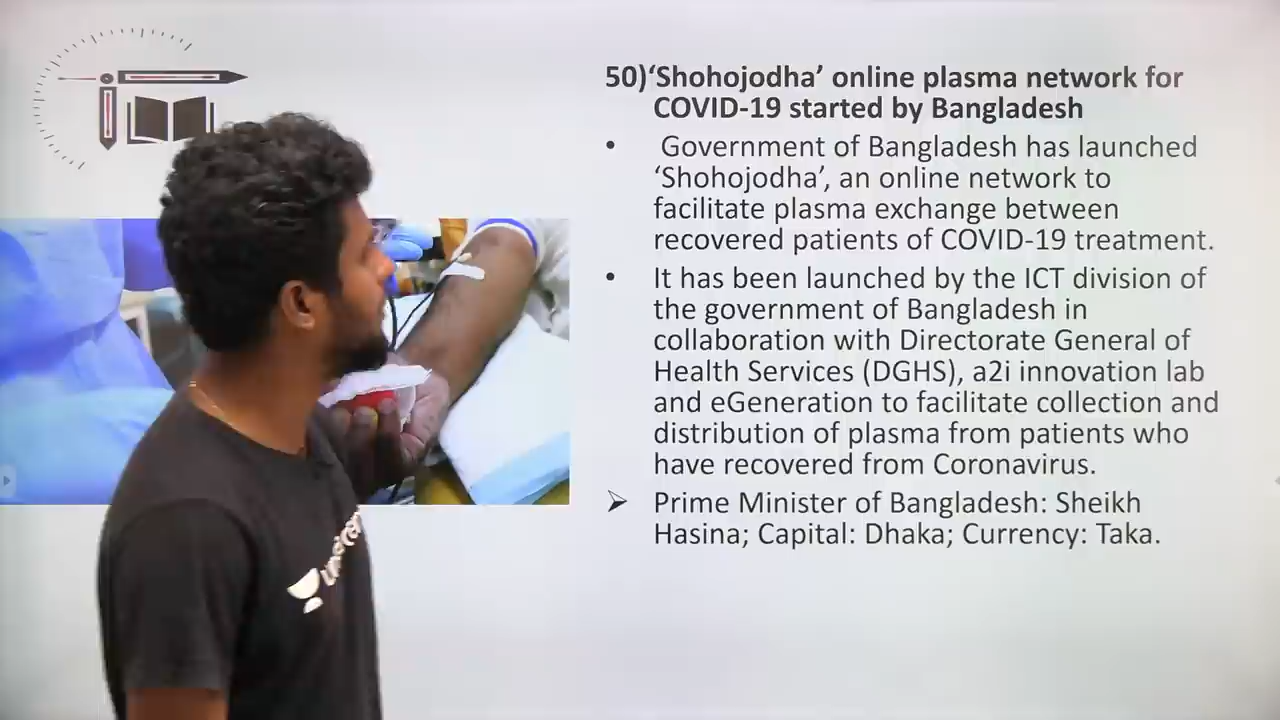 50)‘Shohojodha’ online plasma network for
COVID-19 started by Bangladesh
• Government of Bangladesh has launched
‘Shohojodha’, an online network to
facilitate plasma exchange between
recovered patients of COVID-19 treatment.
• It has been launched by the ICT division of
the government of Bangladesh in
collaboration with Directorate General of
Health Services (DGHS), a2i innovation lab
and eGeneration to facilitate collection and
distribution of plasma from patients who
have recovered from Coronavirus.
➢ Prime Minister of Bangladesh: Sheikh
Hasina; Capital: Dhaka; Currency: Taka.